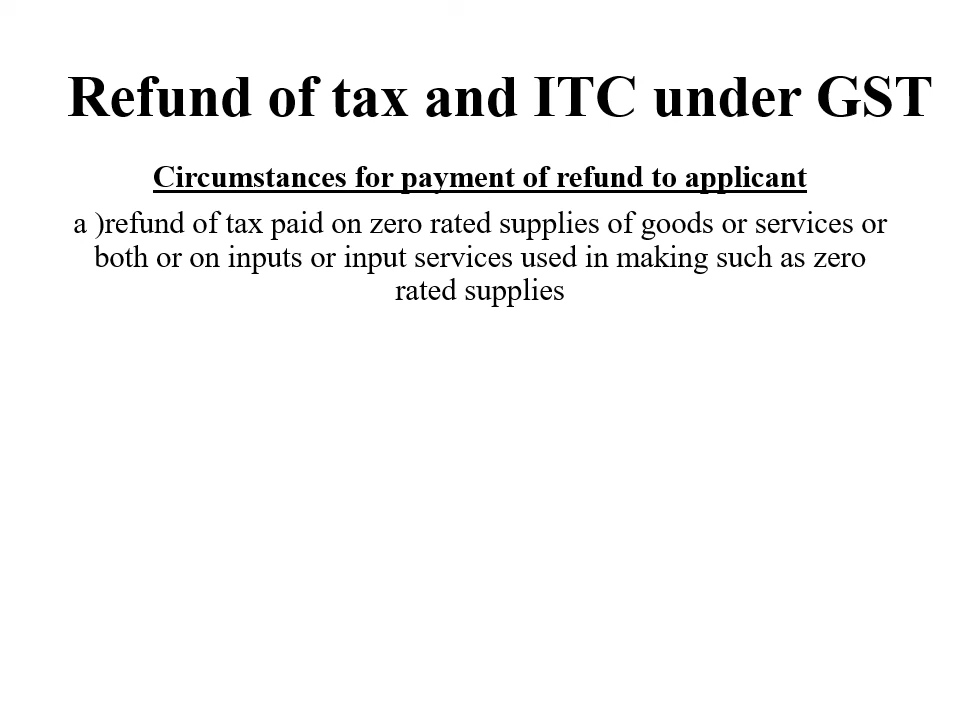 Refund of tax and ITC under GST
Circumstances for payment of refund to applicant
a )refund of tax paid on zero rated supplies of goods or services or
both or on inputs or input services used in making such as zero
rated supplies